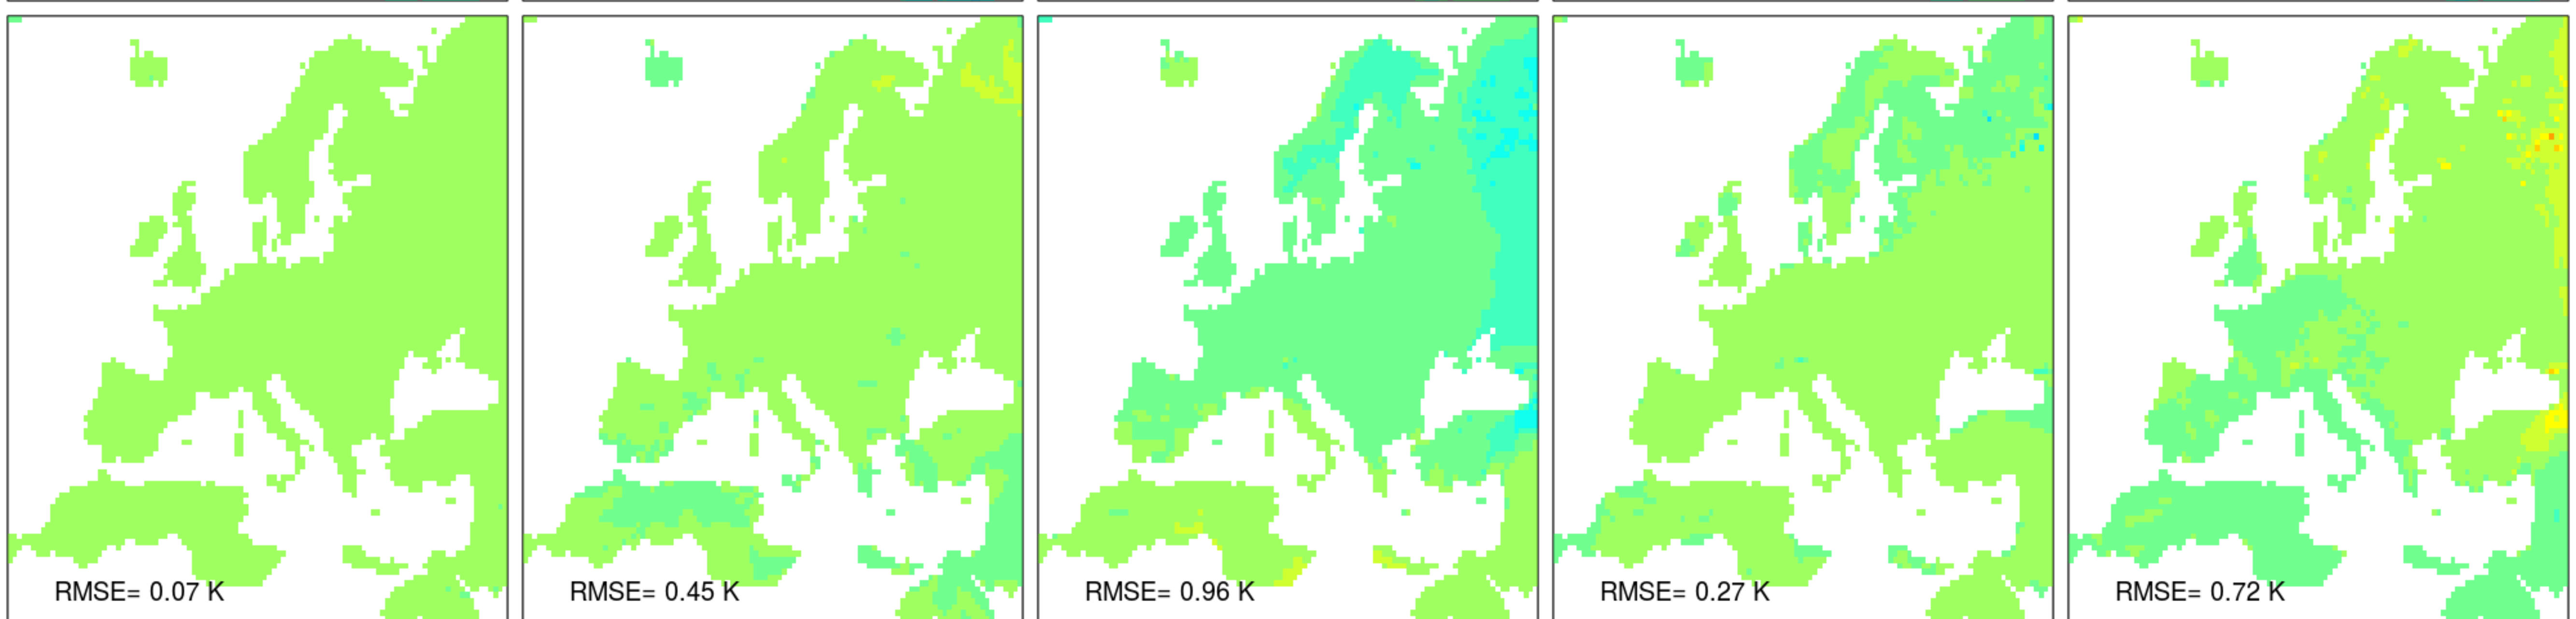 RMSE= 0.07 K
RMSE= 0.45 K
RMSE= 0.96 K
RMSE= 0.27 K
RMSE= 0.72 K